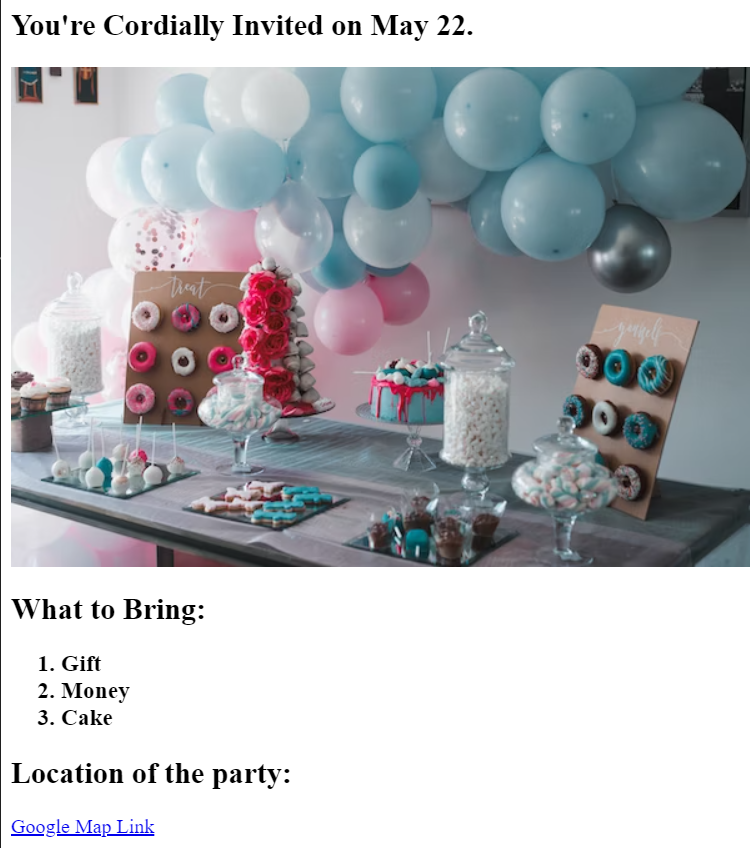 You're Cordially Invited on May 22.
treat
yourself
What to Bring:
1. Gift
2. Money
3. Cake
Location of the party:
Google Map Link